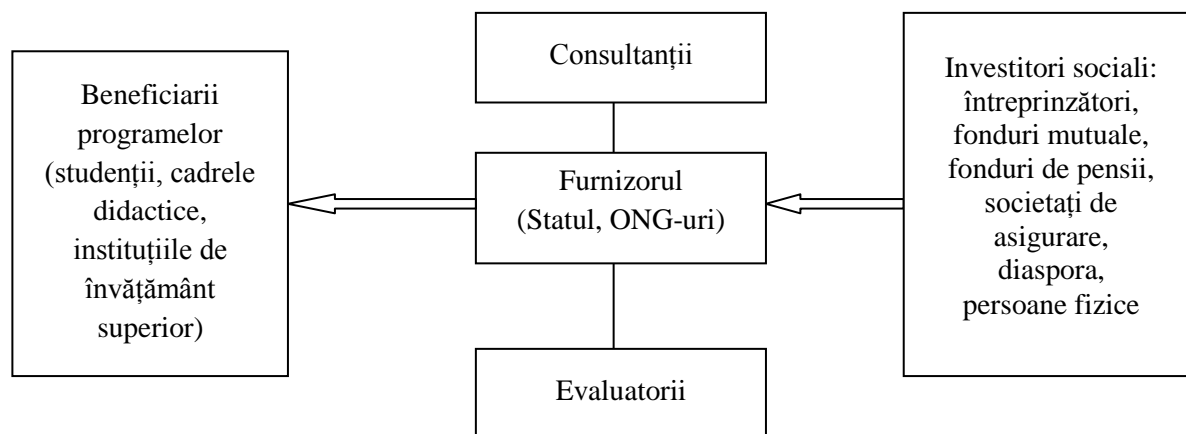 Beneficiarii
programelor
(studenții, cadrele
didactice,
instituțiile de
învățământ
superior)
Consultanții
Furnizorul
(Statul, ONG-uri)
Evaluatorii
Investitori sociali:
întreprinzători,
fonduri mutuale,
fonduri de pensii,
societați de
asigurare,
diaspora,
persoane fizice